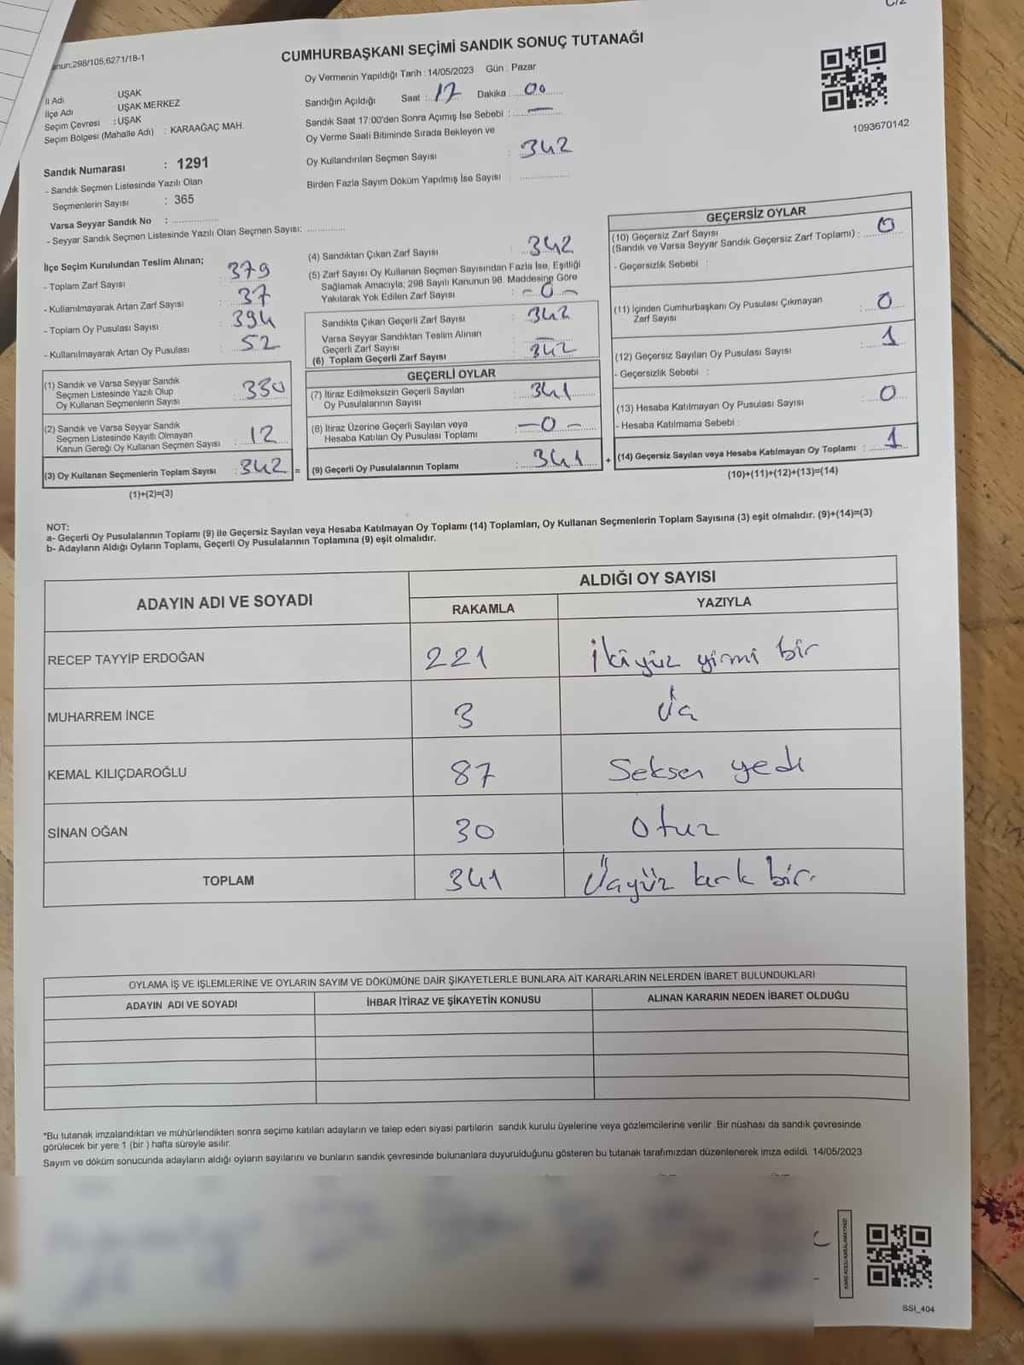 CUMHURBAŞKANI SEÇİMİ SANDIK SONUÇ TUTANAĞI
298/105,6271/18-1
Oy Vermenin Yapıldığı Tarih : 14/05/2023 Gün : Pazar
1093670142
İl Adı UŞAK
İlçe Adı UŞAK MERKEZ
Seçim Çevresi : UŞAK
Seçim Bölgesi (Mahalle Adı) : KARAAĞAÇ MAH.
Sandık Numarası : 1291
- Sandık Seçmen Listesinde Yazılı Olan
Seçmenlerin Sayısı : 365
Varsa Seyyar Sandık No :
- Seyyar Sandık Seçmen Listesinde Yazılı Olan Seçmen Sayısı:
Sandığın Açıldığı Saat : 17 Dakika 00
Sandık Saat 17:00'den Sonra Açımış İse Sebebi : —
Oy Verme Saati Bitiminde Sırada Bekleyen ve
Oy Kullandırılan Seçmen Sayısı : 342
Birden Fazla Sayım Döküm Yapılmış İse Sayısı
İlçe Seçim Kurulundan Teslim Alınan;
- Toplam Zarf Sayısı 379
- Kullanılmayarak Artan Zarf Sayısı : 37
- Toplam Oy Pusulası Sayısı 394
- Kullanılmayarak Artan Oy Pusulası : 52
(1) Sandık ve Varsa Seyyar Sandık
Seçmen Listesinde Yazılı Olup
Oy Kullanan Seçmenlerin Sayısı 330
(2) Sandık ve Varsa Seyyar Sandık
Seçmen Listesinde Kayıtlı Olmayan
Kanun Gereği Oy Kullanan Seçmen Sayısı 12
(3) Oy Kullanan Seçmenlerin Toplam Sayısı : 342 =
(1)+(2)=(3)
(4) Sandıktan Çıkan Zarf Sayısı 342
(5) Zarf Sayısı Oy Kullanan Seçmen Sayısından Fazla İse, Eşitliği
Sağlamak Amacıyla; 298 Sayılı Kanunun 98. Maddesine Göre
Yakılarak Yok Edilen Zarf Sayısı : -0-
Sandıkta Çıkan Geçerli Zarf Sayısı : 342
Varsa Seyyar Sandıktan Teslim Alınan
Geçerli Zarf Sayısı —
(6) Toplam Geçerli Zarf Sayısı 342
GEÇERLİ OYLAR
(7) İtiraz Edilmeksizin Geçerli Sayılan
Oy Pusulalarının Sayısı : 341
(8) İtiraz Üzerine Geçerli Sayılan veya
Hesaba Katılan Oy Pusulası Toplamı -0-
(9) Geçerli Oy Pusulalarının Toplamı : 341 +
GEÇERSİZ OYLAR
(10) Geçersiz Zarf Sayısı
(Sandık ve Varsa Seyyar Sandık Geçersiz Zarf Toplamı) : 0
- Geçersizlik Sebebi :
(11) İçinden Cumhurbaşkanı Oy Pusulası Çıkmayan
Zarf Sayısı : 0
(12) Geçersiz Sayılan Oy Pusulası Sayısı : 1
- Geçersizlik Sebebi :
(13) Hesaba Katılmayan Oy Pusulası Sayısı : 0
- Hesaba Katılmama Sebebi :
(14) Geçersiz Sayılan veya Hesaba Katılmayan Oy Toplamı : 1
(10)+(11)+(12)+(13)=(14)
NOT:
a- Geçerli Oy Pusulalarının Toplamı (9) ile Geçersiz Sayılan veya Hesaba Katılmayan Oy Toplamı (14) Toplamları, Oy Kullanan Seçmenlerin Toplam Sayısına (3) eşit olmalıdır. (9)+(14)=(3)
b- Adayların Aldığı Oyların Toplamı, Geçerli Oy Pusulalarının Toplamına (9) eşit olmalıdır.
ADAYIN ADI VE SOYADI
ALDIĞI OY SAYISI
RAKAMLA YAZIYLA
RECEP TAYYİP ERDOĞAN 221 İkiyüz yirmi bir
MUHARREM İNCE 3 Üç
KEMAL KILIÇDAROĞLU 87 Seksen yedi
SİNAN OĞAN 30 Otuz
TOPLAM 341 Üçyüz kırk bir.
OYLAMA İŞ VE İŞLEMLERİNE VE OYLARIN SAYIM VE DÖKÜMÜNE DAİR ŞİKAYETLERLE BUNLARA AİT KARARLARIN NELERDEN İBARET BULUNDUKLARI
ADAYIN ADI VE SOYADI İHBAR İTİRAZ VE ŞİKAYETİN KONUSU ALINAN KARARIN NEDEN İBARET OLDUĞU
*Bu tutanak imzalandıktan ve mühürlendikten sonra seçime katılan adayların ve talep eden siyasi partilerin sandık kurulu üyelerine veya gözlemcilerine verilir. Bir nüshası da sandık çevresinde
görülecek bir yere 1 (bir ) hafta süreyle asılır.
Sayım ve döküm sonucunda adayların aldığı oyların sayılarını ve bunların sandık çevresinde bulunanlara duyurulduğunu gösteren bu tutanak tarafımızdan düzenlenerek imza edildi. 14/05/2023
BSI_404